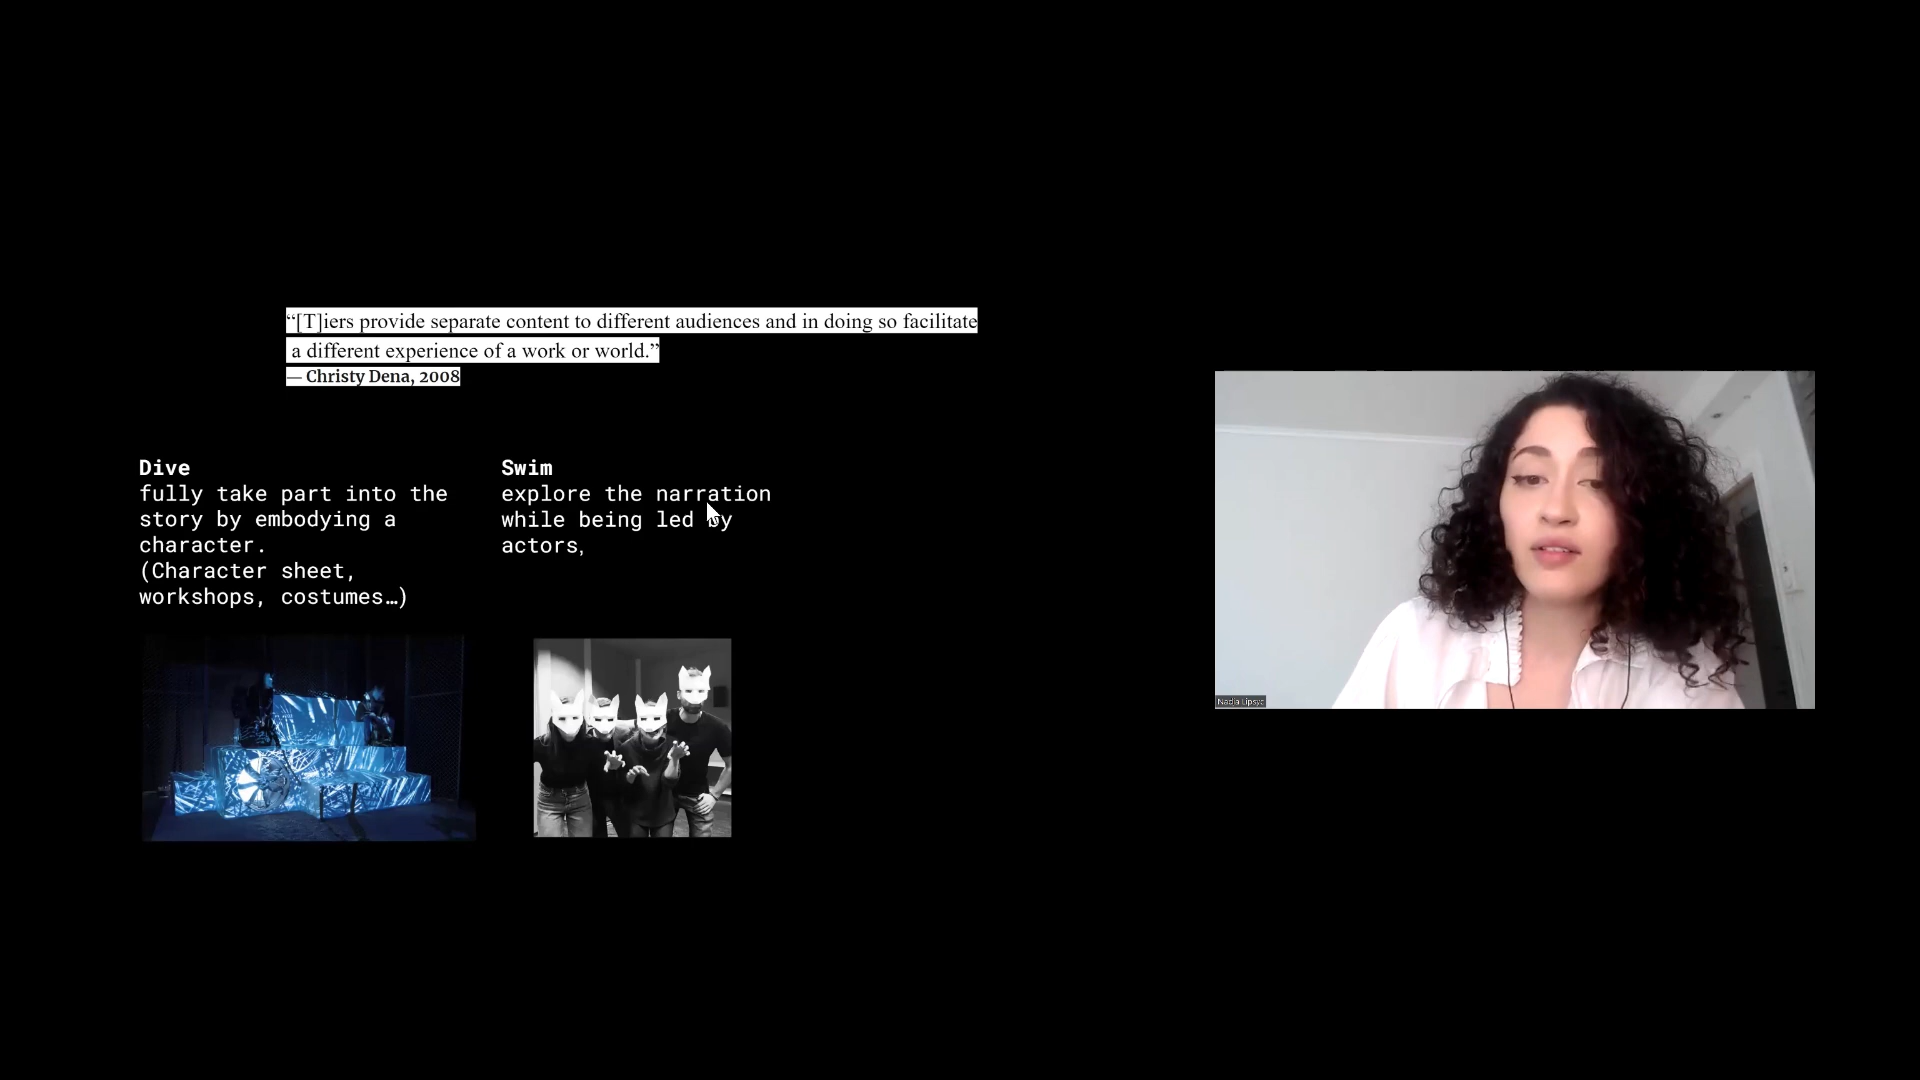 “[T]iers provide separate content to different audiences and in doing so facilitate
a different experience of a work or world.”
— Christy Dena, 2008
Dive
fully take part into the
story by embodying a
character.
(Character sheet,
workshops, costumes…)
Swim
explore the narration
while being led by
actors,
Nadia Lipsyc